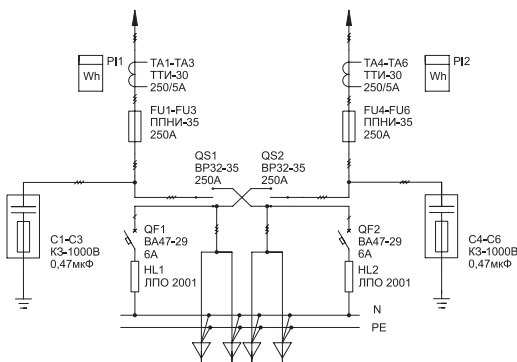 PI1
Wh
TA1-TA3
ТТИ-30
250/5А
FU1-FU3
ППНИ-35
250А
TA4-TA6
ТТИ-30
250/5А
FU4-FU6
ППНИ-35
250А
PI2
Wh
QS1
ВР32-35
250А
QS2
ВР32-35
250А
C1-C3
КЗ-1000В
0,47мкФ
QF1
ВА47-29
6А
HL1
ЛПО 2001
QF2
ВА47-29
6А
HL2
ЛПО 2001
C4-C6
КЗ-1000В
0,47мкФ
N
PE